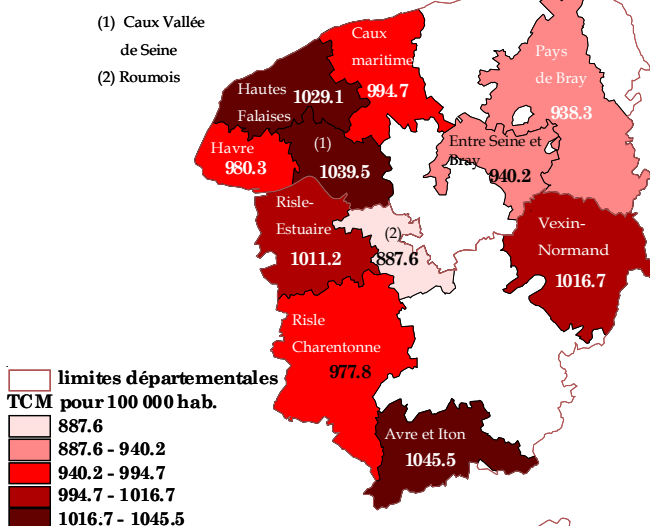 (1) Caux Vallée
de Seine
(2) Roumois
Caux
maritime
994.7
Pays
de Bray
938.3
Hautes
Falaises
1029.1
(1)
1039.5
Havre
980.3
Entre Seine et
Bray
940.2
Risle-
Estuaire
1011.2
(2)
887.6
Vexin-
Normand
1016.7
Risle
Charentonne
977.8
Avre et Iton
1045.5
limites départementales
TCM pour 100 000 hab.
887.6
887.6 - 940.2
940.2 - 994.7
994.7 - 1016.7
1016.7 - 1045.5